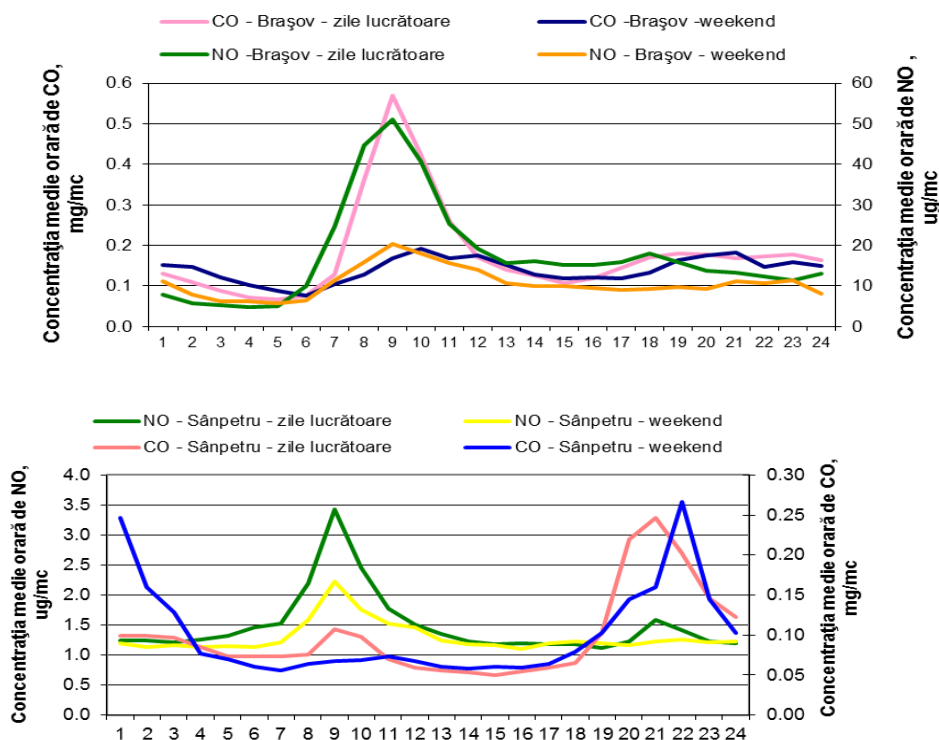 CO - Braşov - zile lucrătoare
CO -Braşov -weekend
NO -Braşov - zile lucrătoare
NO - Braşov - weekend
Concentraţia medie orară de CO,
mg/mc
0.6
0.5
0.4
0.3
0.2
0.1
0.0
60
50
40
30
20
10
0
Concentraţia medie orară de NO,
ug/mc
1 2 3 4 5 6 7 8 9 10 11 12 13 14 15 16 17 18 19 20 21 22 23 24
NO - Sânpetru - zile lucrătoare
NO - Sânpetru - weekend
CO - Sânpetru - zile lucrătoare
CO - Sânpetru - weekend
Concentraţia medie orară de NO,
ug/mc
4.0
3.5
3.0
2.5
2.0
1.5
1.0
0.5
0.0
0.30
0.25
0.20
0.15
0.10
0.05
0.00
Concentraţia medie orară de CO,
mg/mc
1 2 3 4 5 6 7 8 9 10 11 12 13 14 15 16 17 18 19 20 21 22 23 24